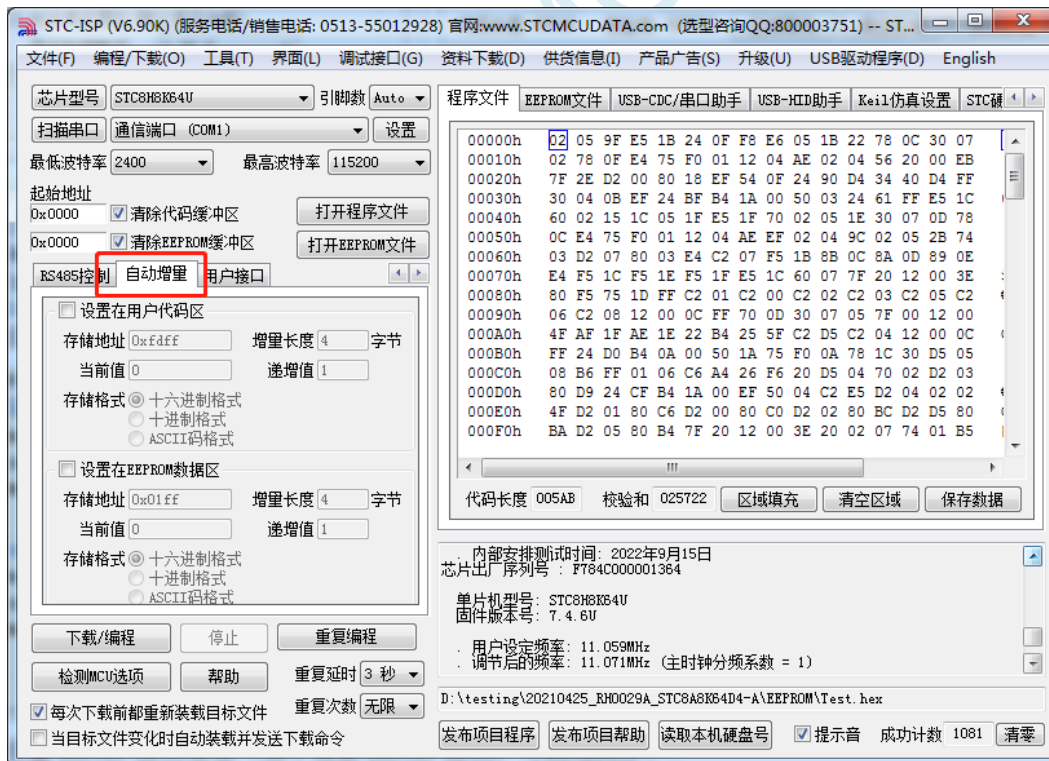 STC-ISP (V6.90K) (服务电话/销售电话: 0513-55012928) 官网:www.STCMCUDATA.com (选型咨询QQ:800003751) -- ST...
文件(F) 编程/下载(O) 工具(T) 界面(L) 调试接口(G) 资料下载(D) 供货信息(I) 产品广告(S) 升级(U) USB驱动程序(D) English
芯片型号 STC8H8K64U 引脚数 Auto
扫描串口 通信端口 (COM1) 设置
最低波特率 2400 最高波特率 115200
起始地址
0x0000 清除代码缓冲区 打开程序文件
0x0000 清除EEPROM缓冲区 打开EEPROM文件
RS485控制 自动增量 用户接口
设置在用户代码区
存储地址 0xfdff 增量长度 4 字节
当前值 0 递增值 1
存储格式 十六进制格式
十进制格式
ASCII码格式
设置在EEPROM数据区
存储地址 0x01ff 增量长度 4 字节
当前值 0 递增值 1
存储格式 十六进制格式
十进制格式
ASCII码格式
下载/编程 停止 重复编程
检测MCU选项 帮助 重复延时 3 秒
每次下载前都重新装载目标文件 重复次数 无限
当目标文件变化时自动装载并发送下载命令
程序文件 EEPROM文件 USB-CDC/串口助手 USB-HID助手 Keil仿真设置 STC硬
00000h 02 05 9F E5 1B 24 0F F8 E6 05 1B 22 78 0C 30 07
00010h 02 78 0F E4 75 F0 01 12 04 AE 02 04 56 20 00 EB
00020h 7F 2E D2 00 80 18 EF 54 0F 24 90 D4 34 40 D4 FF
00030h 30 04 0B EF 24 BF B4 1A 00 50 03 24 61 FF E5 1C
00040h 60 02 15 1C 05 1F E5 1F 70 02 05 1E 30 07 0D 78
00050h 0C E4 75 F0 01 12 04 AE EF 02 04 9C 02 05 2B 74
00060h 03 D2 07 80 03 E4 C2 07 F5 1B 8B 0C 8A 0D 89 0E
00070h E4 F5 1C F5 1E F5 1F E5 1C 60 07 7F 20 12 00 3E
00080h 80 F5 75 1D FF C2 01 C2 00 C2 02 C2 03 C2 05 C2
00090h 06 C2 08 12 00 0C FF 70 0D 30 07 05 7F 00 12 00
000A0h 4F AF 1F AE 1E 22 B4 25 5F C2 D5 C2 04 12 00 0C
000B0h FF 24 D0 B4 0A 00 50 1A 75 F0 0A 78 1C 30 D5 05
000C0h 08 B6 FF 01 06 C6 A4 26 F6 20 D5 04 70 02 D2 03
000D0h 80 D9 24 CF B4 1A 00 EF 50 04 C2 E5 D2 04 02 02
000E0h 4F D2 01 80 C6 D2 00 80 C0 D2 02 80 BC D2 D5 80
000F0h BA D2 05 80 B4 7F 20 12 00 3E 20 02 07 74 01 B5
代码长度 005AB 校验和 025722 区域填充 清空区域 保存数据
. 内部安排测试时间: 2022年9月15日
芯片出厂序列号 : F784C000001364
单片机型号: STC8H8K64U
固件版本号: 7.4.6U
. 用户设定频率: 11.059MHz
. 调节后的频率: 11.071MHz (主时钟分频系数 = 1)
D:\testing\20210425_RH0029A_STC8A8K64D4-A\EEPROM\Test.hex
发布项目程序 发布项目帮助 读取本机硬盘号 提示音 成功计数 1081 清零